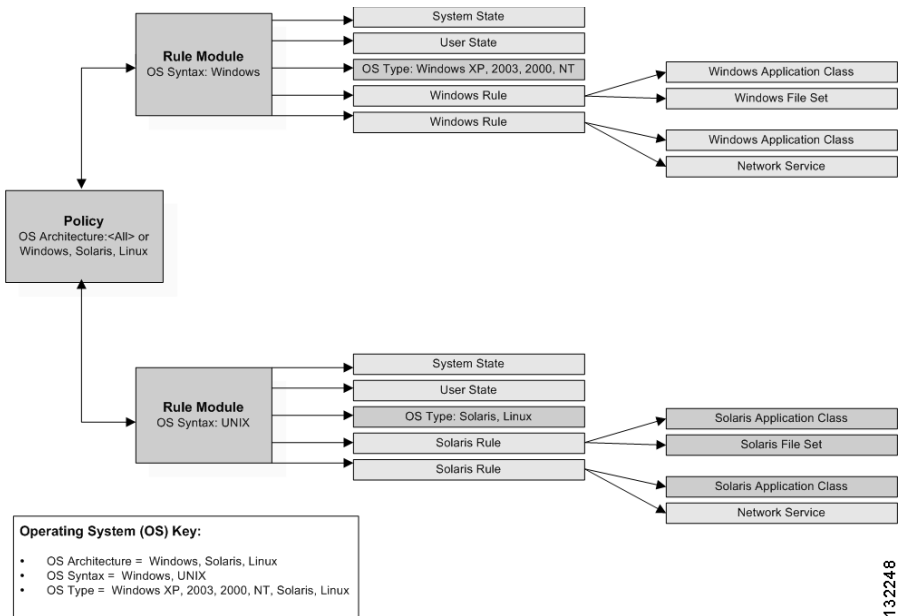 System State
User State
OS Type: Windows XP, 2003, 2000, NT
Windows Rule
Windows Rule
Rule Module
OS Syntax: Windows
Windows Application Class
Windows File Set
Windows Application Class
Network Service
Policy
OS Architecture:<All> or
Windows, Solaris, Linux
System State
User State
OS Type: Solaris, Linux
Solaris Rule
Solaris Rule
Rule Module
OS Syntax: UNIX
Solaris Application Class
Solaris File Set
Solaris Application Class
Network Service
Operating System (OS) Key:
• OS Architecture = Windows, Solaris, Linux
• OS Syntax = Windows, UNIX
• OS Type = Windows XP, 2003, 2000, NT, Solaris, Linux
132248